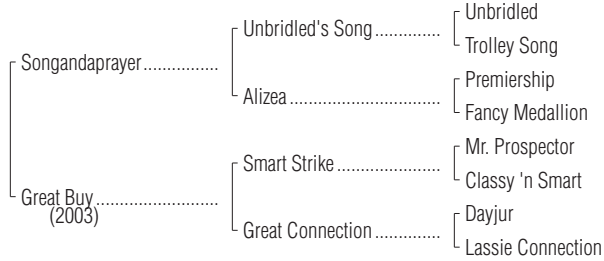 Unbridled
Unbridled's Song
Trolley Song
Songandaprayer
Premiership
Alizea
Fancy Medallion
Mr. Prospector
Smart Strike
Classy 'n Smart
Great Buy
(2003)
Dayjur
Great Connection
Lassie Connection